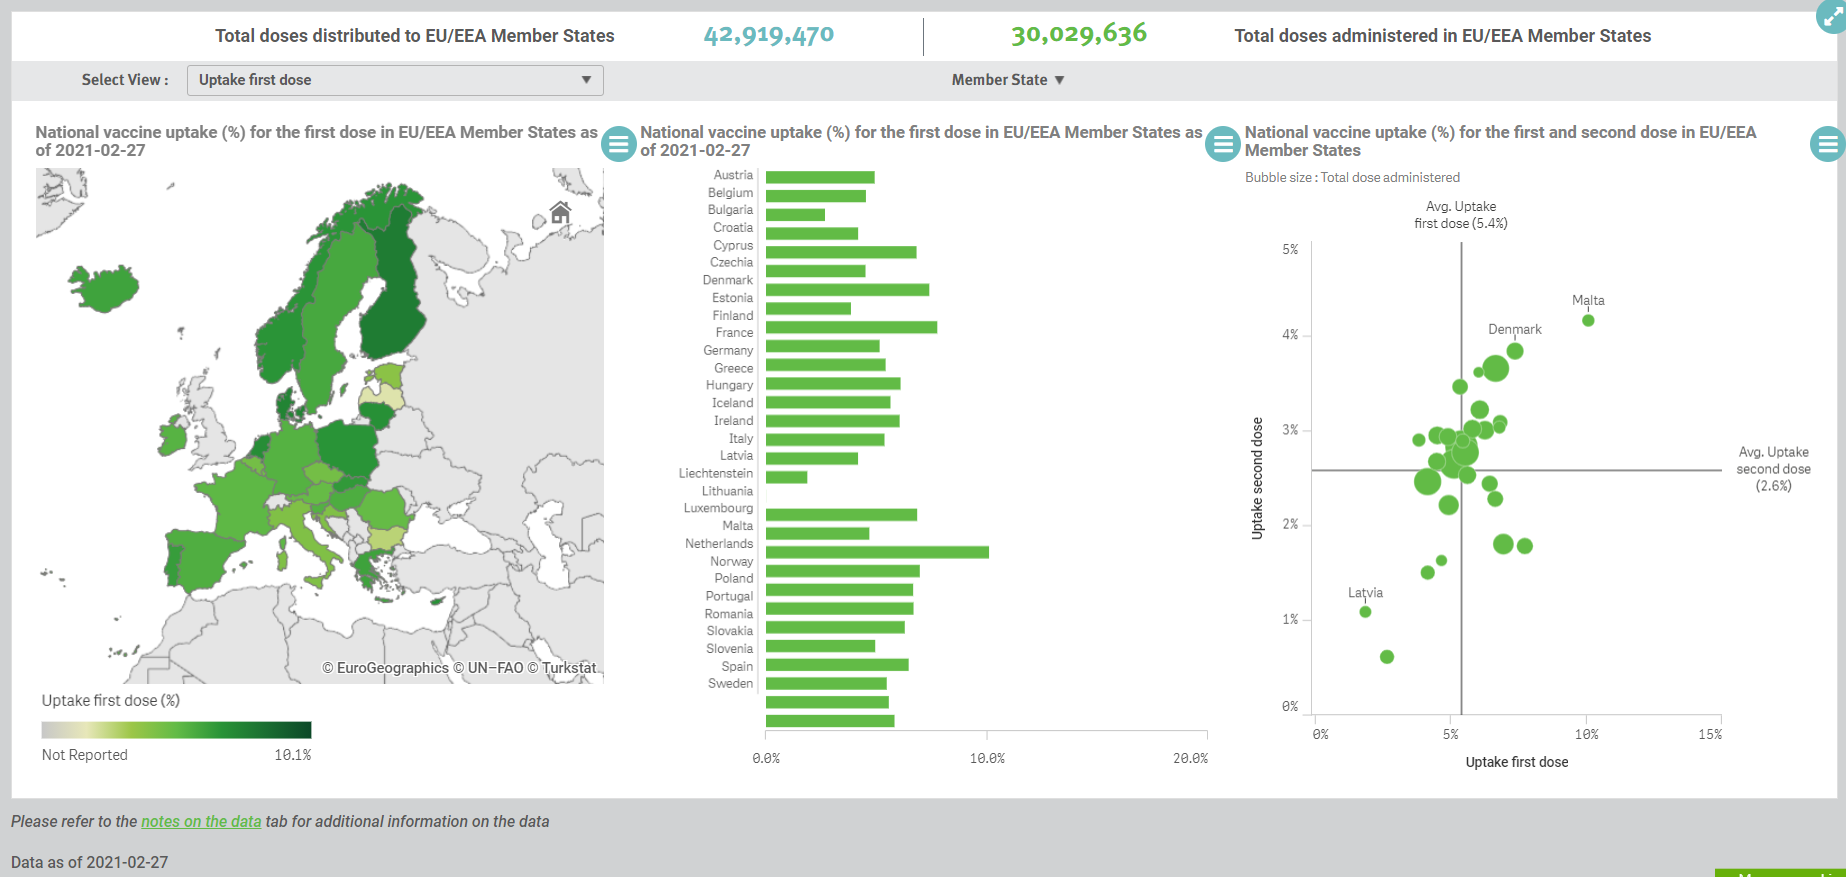 Total doses distributed to EU/EEA Member States 42,919,470 30,029,636 Total doses administered in EU/EEA Member States
Select View : Uptake first dose Member State
National vaccine uptake (%) for the first dose in EU/EEA Member States as
of 2021-02-27
© EuroGeographics © UN–FAO © Turkstat
Uptake first dose (%)
Not Reported 10.1%
National vaccine uptake (%) for the first dose in EU/EEA Member States as
of 2021-02-27
Austria
Belgium
Bulgaria
Croatia
Cyprus
Czechia
Denmark
Estonia
Finland
France
Germany
Greece
Hungary
Iceland
Ireland
Italy
Latvia
Liechtenstein
Lithuania
Luxembourg
Malta
Netherlands
Norway
Poland
Portugal
Romania
Slovakia
Slovenia
Spain
Sweden
0.0% 10.0% 20.0%
National vaccine uptake (%) for the first and second dose in EU/EEA
Member States
Bubble size : Total dose administered
Avg. Uptake
first dose (5.4%)
5%
4%
3%
2%
1%
0%
Uptake second dose
Malta
Denmark
Latvia
Avg. Uptake
second dose
(2.6%)
0% 5% 10% 15%
Uptake first dose
Please refer to the notes on the data tab for additional information on the data
Data as of 2021-02-27